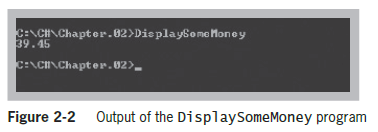 C:\C#\Chapter.02>DisplaySomeMoney
39.45
C:\C#\Chapter.02>_
Figure 2-2 Output of the DisplaySomeMoney program